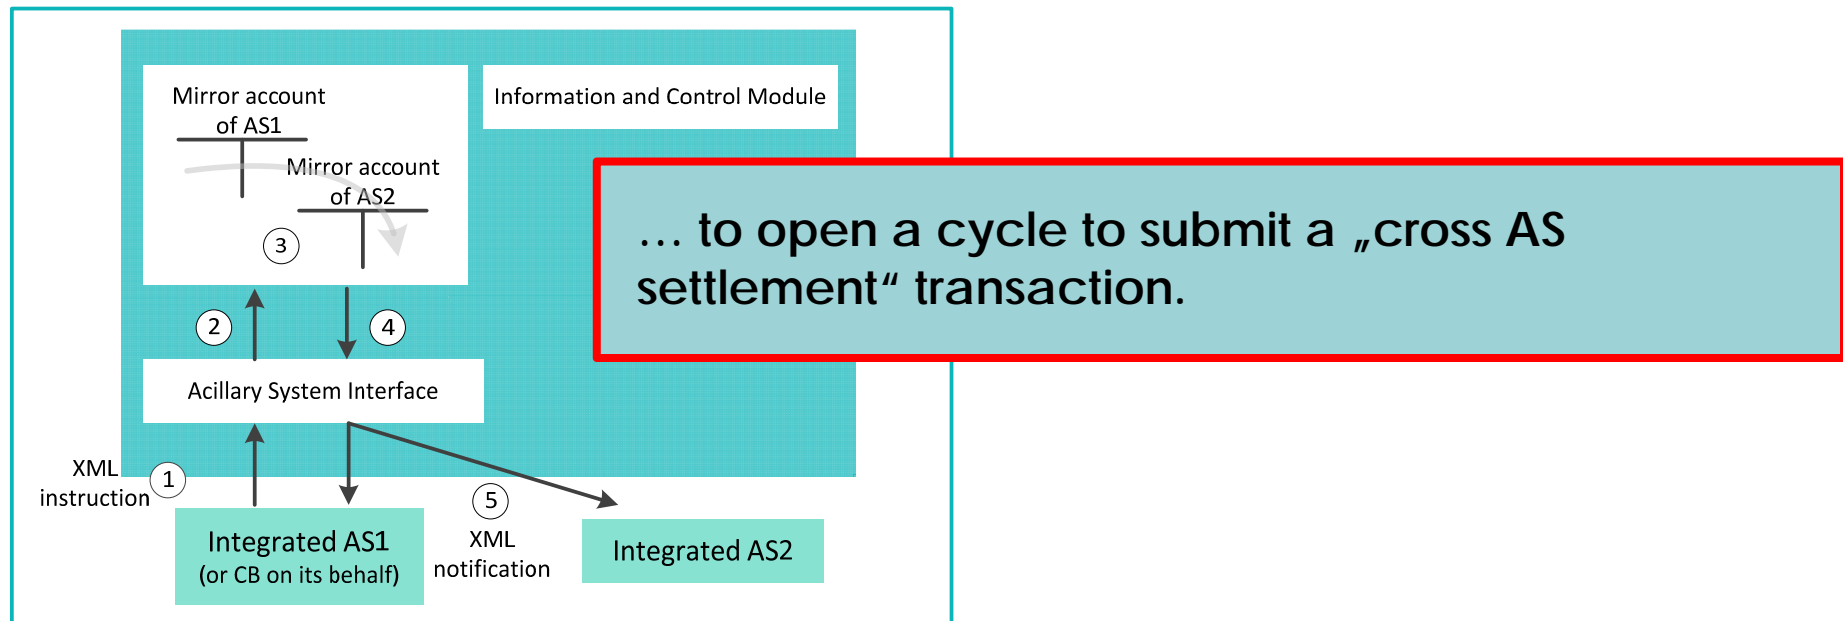 Mirror account
of AS1
Information and Control Module
Mirror account
of AS2
3
… to open a cycle to submit a „cross AS
settlement“ transaction.
2
4
Acillary System Interface
XML
instruction
1
5
XML
notification
Integrated AS1
(or CB on its behalf)
Integrated AS2